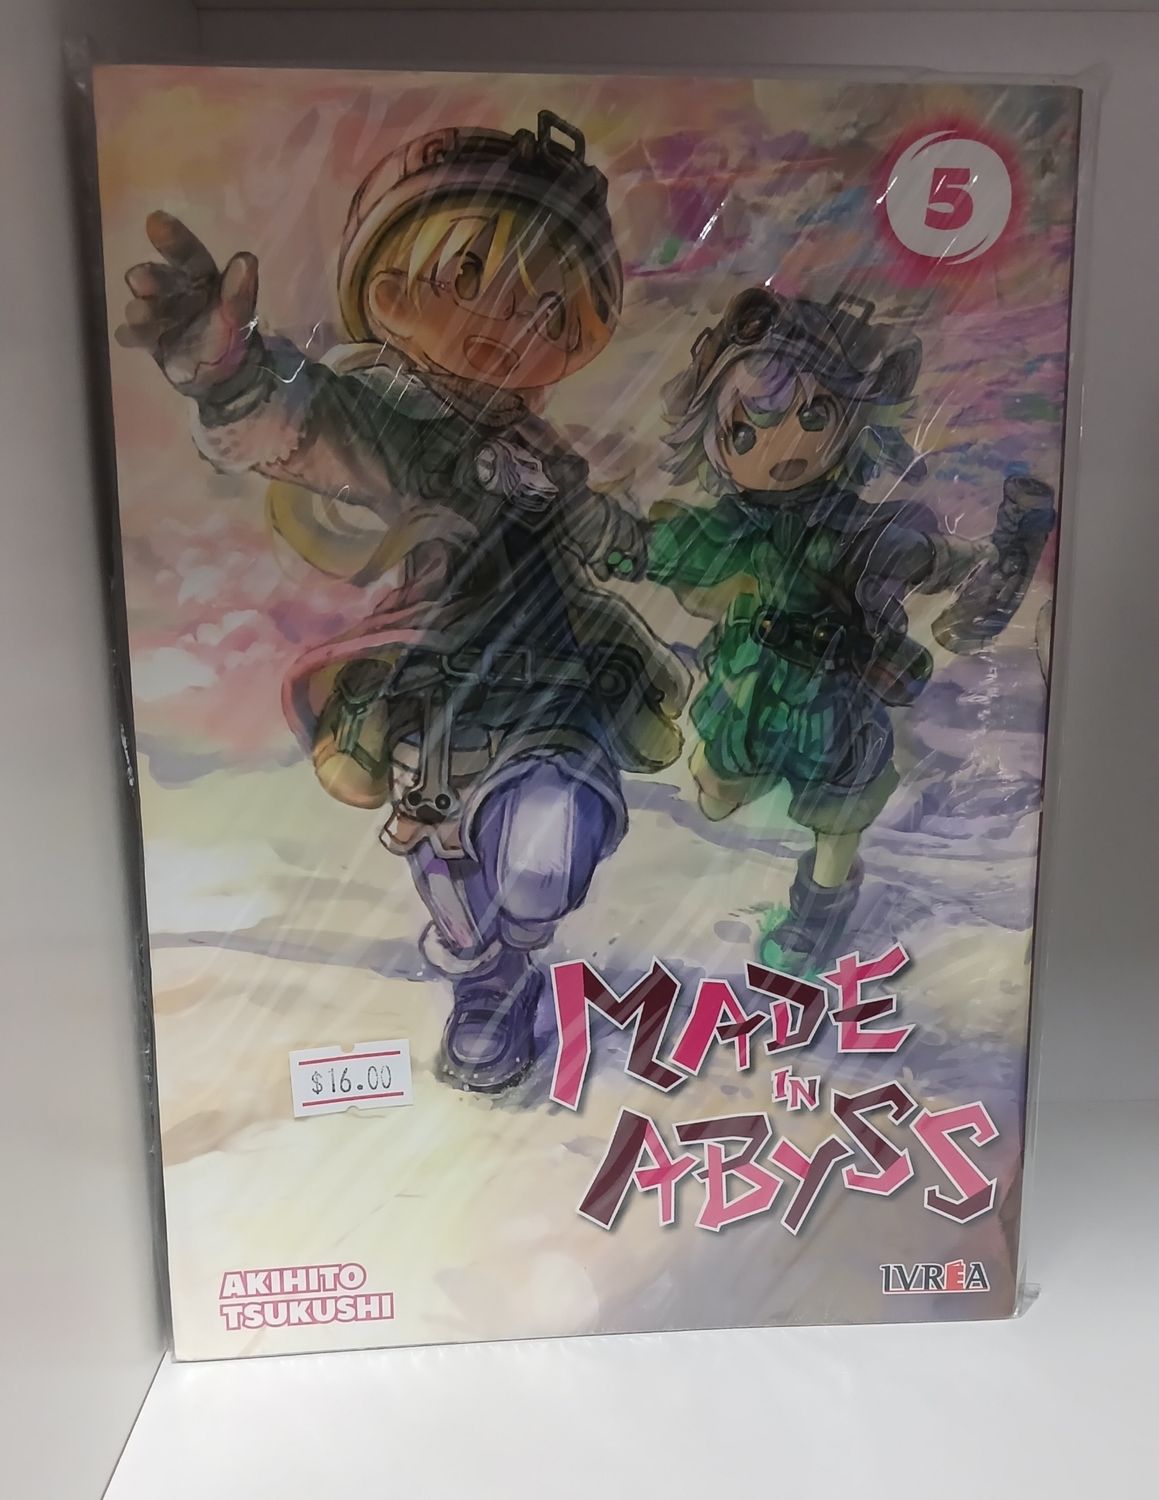 5
MADE
IN
ABYSS
$16.00
AKIHITO
TSUKUSHI
IVREA